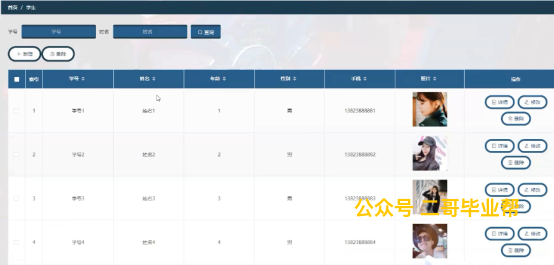 首页 / 学生
学号 学号 姓名 姓名 查询
+ 新增 删除
索引 学号 姓名 年龄 性别 手机 照片 操作
1 学号1 姓名1 1 男 13823888881 详情 修改
删除
2 学号2 姓名2 2 男 13823888882 详情 修改
删除
3 学号3 姓名3 3 男 13823888883 详情 修改
删除
公众号 二哥毕业帮
4 学号4 姓名4 4 男 13823888884 详情 修改
删除